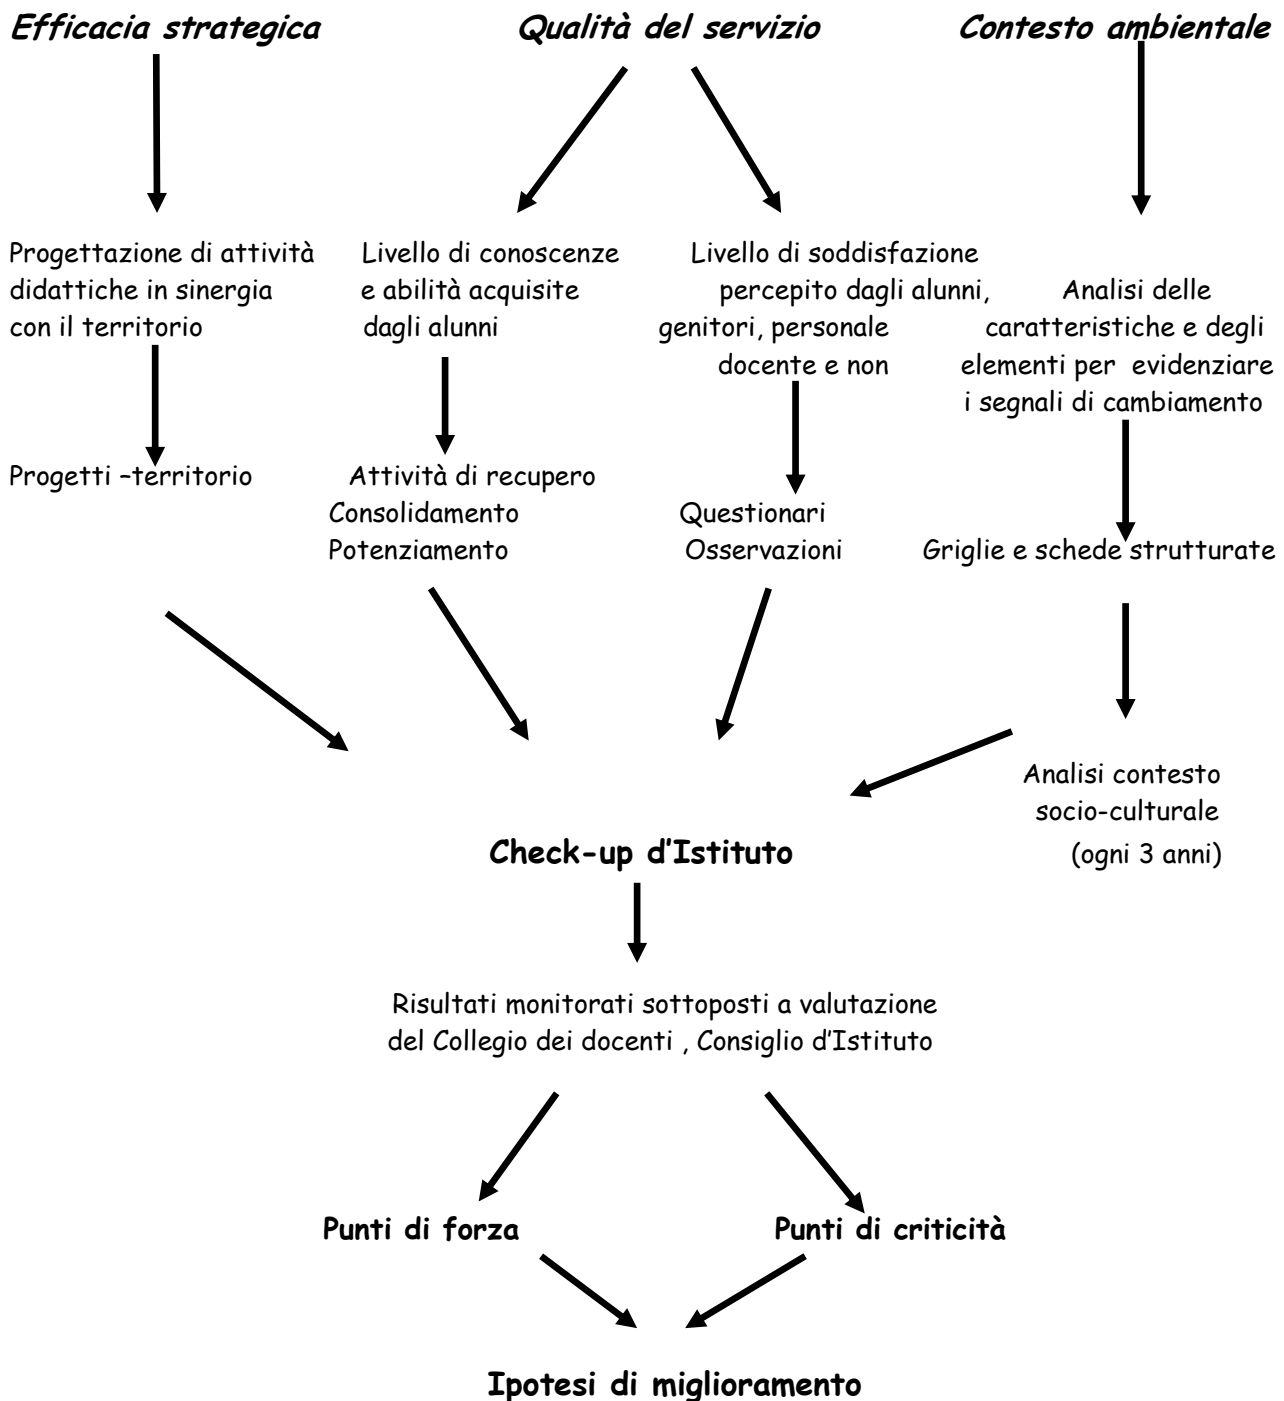 Efficacia strategica
Qualità del servizio
Contesto ambientale
Progettazione di attività
didattiche in sinergia
con il territorio
Livello di conoscenze
e abilità acquisite
dagli alunni
Livello di soddisfazione
percepito dagli alunni,
genitori, personale
docente e non
Analisi delle
caratteristiche e degli
elementi per evidenziare
i segnali di cambiamento
Progetti –territorio
Attività di recupero
Consolidamento
Potenziamento
Questionari
Osservazioni
Griglie e schede strutturate
Analisi contesto
socio-culturale
(ogni 3 anni)
Check-up d'Istituto
Risultati monitorati sottoposti a valutazione
del Collegio dei docenti , Consiglio d'Istituto
Punti di forza
Punti di criticità
Ipotesi di miglioramento